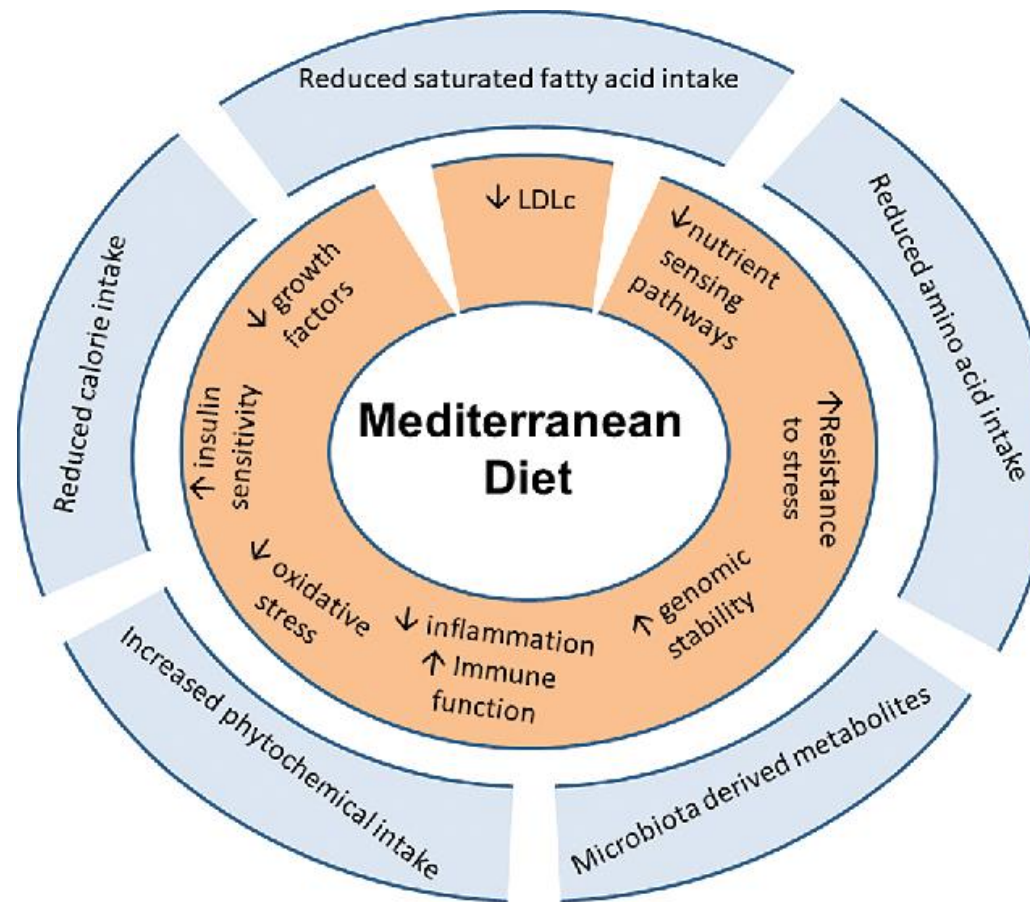 Reduced saturated fatty acid intake
Reduced amino acid intake
Microbiota derived metabolites
Increased phytochemical intake
Reduced calorie intake
↓ LDLc
↓nutrient
sensing
pathways
↑Resistance
to stress
↑ genomic
stability
↓ inflammation
↑ Immune
function
↓ oxidative
stress
↑ insulin
sensitivity
↓ growth
factors
Mediterranean
Diet